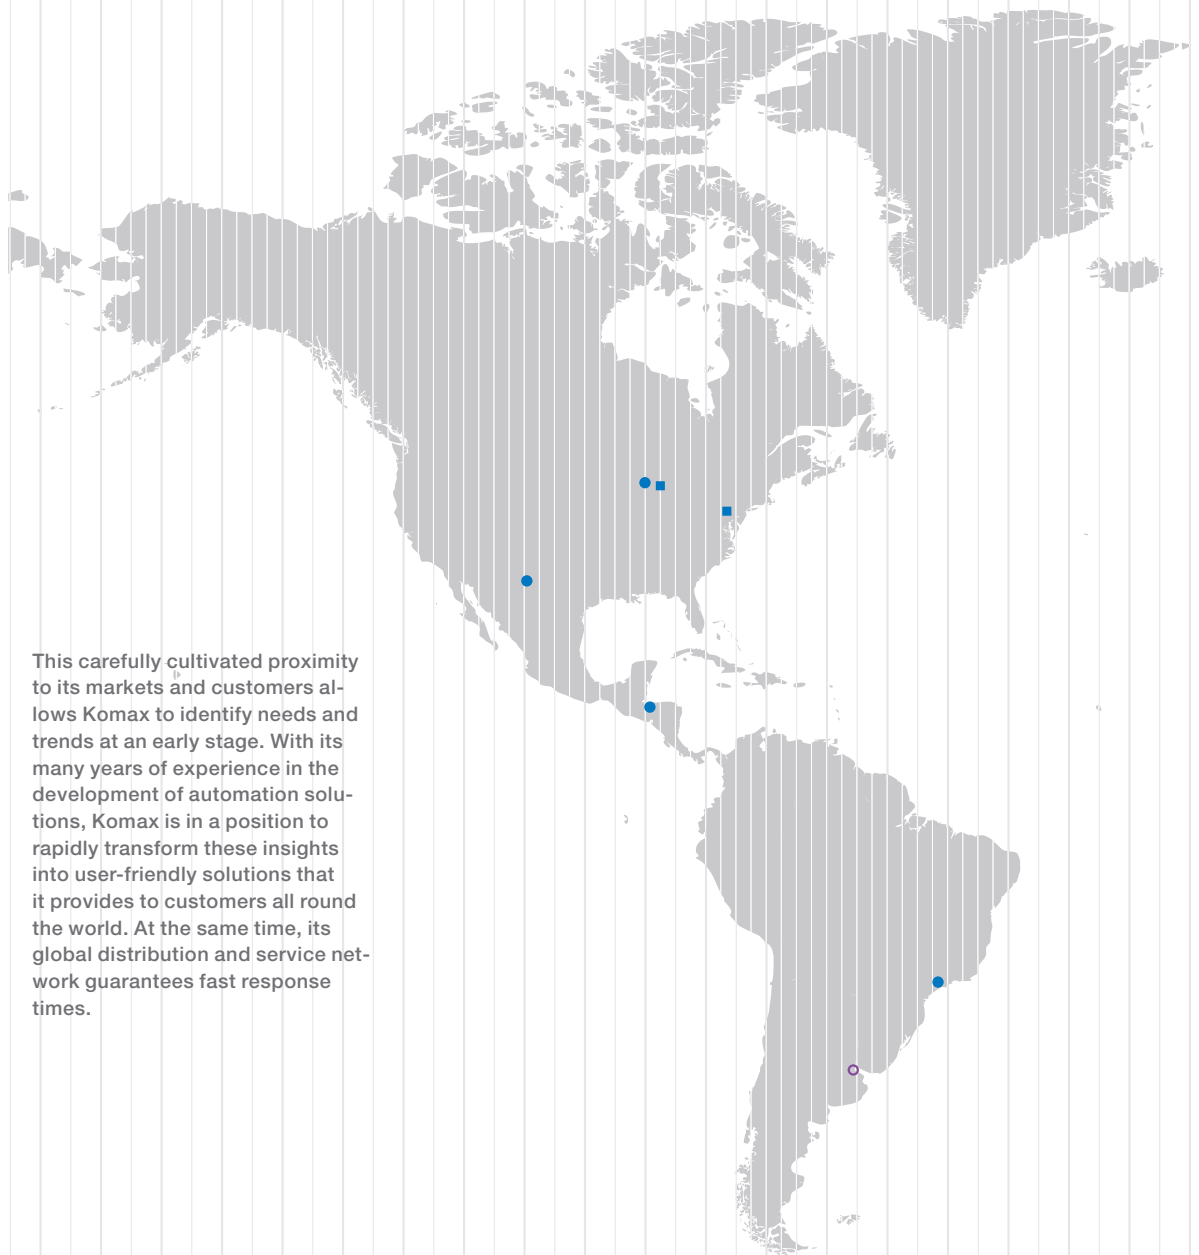 This carefully cultivated proximity
to its markets and customers al-
lows Komax to identify needs and
trends at an early stage. With its
many years of experience in the
development of automation solu-
tions, Komax is in a position to
rapidly transform these insights
into user-friendly solutions that
it provides to customers all round
the world. At the same time, its
global distribution and service net-
work guarantees fast response
times.